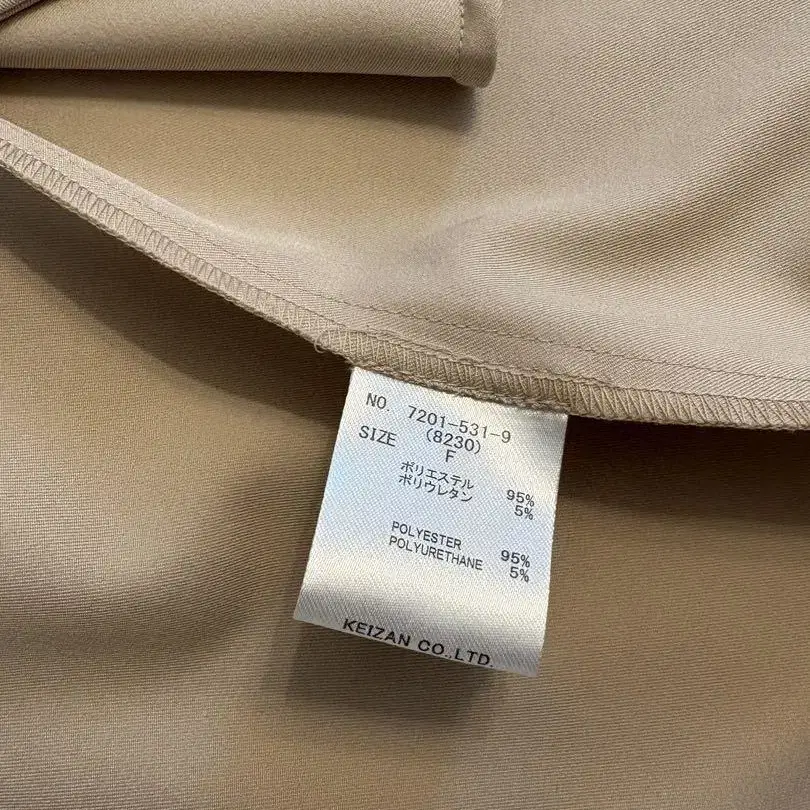 NO. 7201-531-9
(8230)
SIZE F
ポリエステル 95%
ポリウレタン 5%
POLYESTER 95%
POLYURETHANE 5%
KEIZAN CO.,LTD.